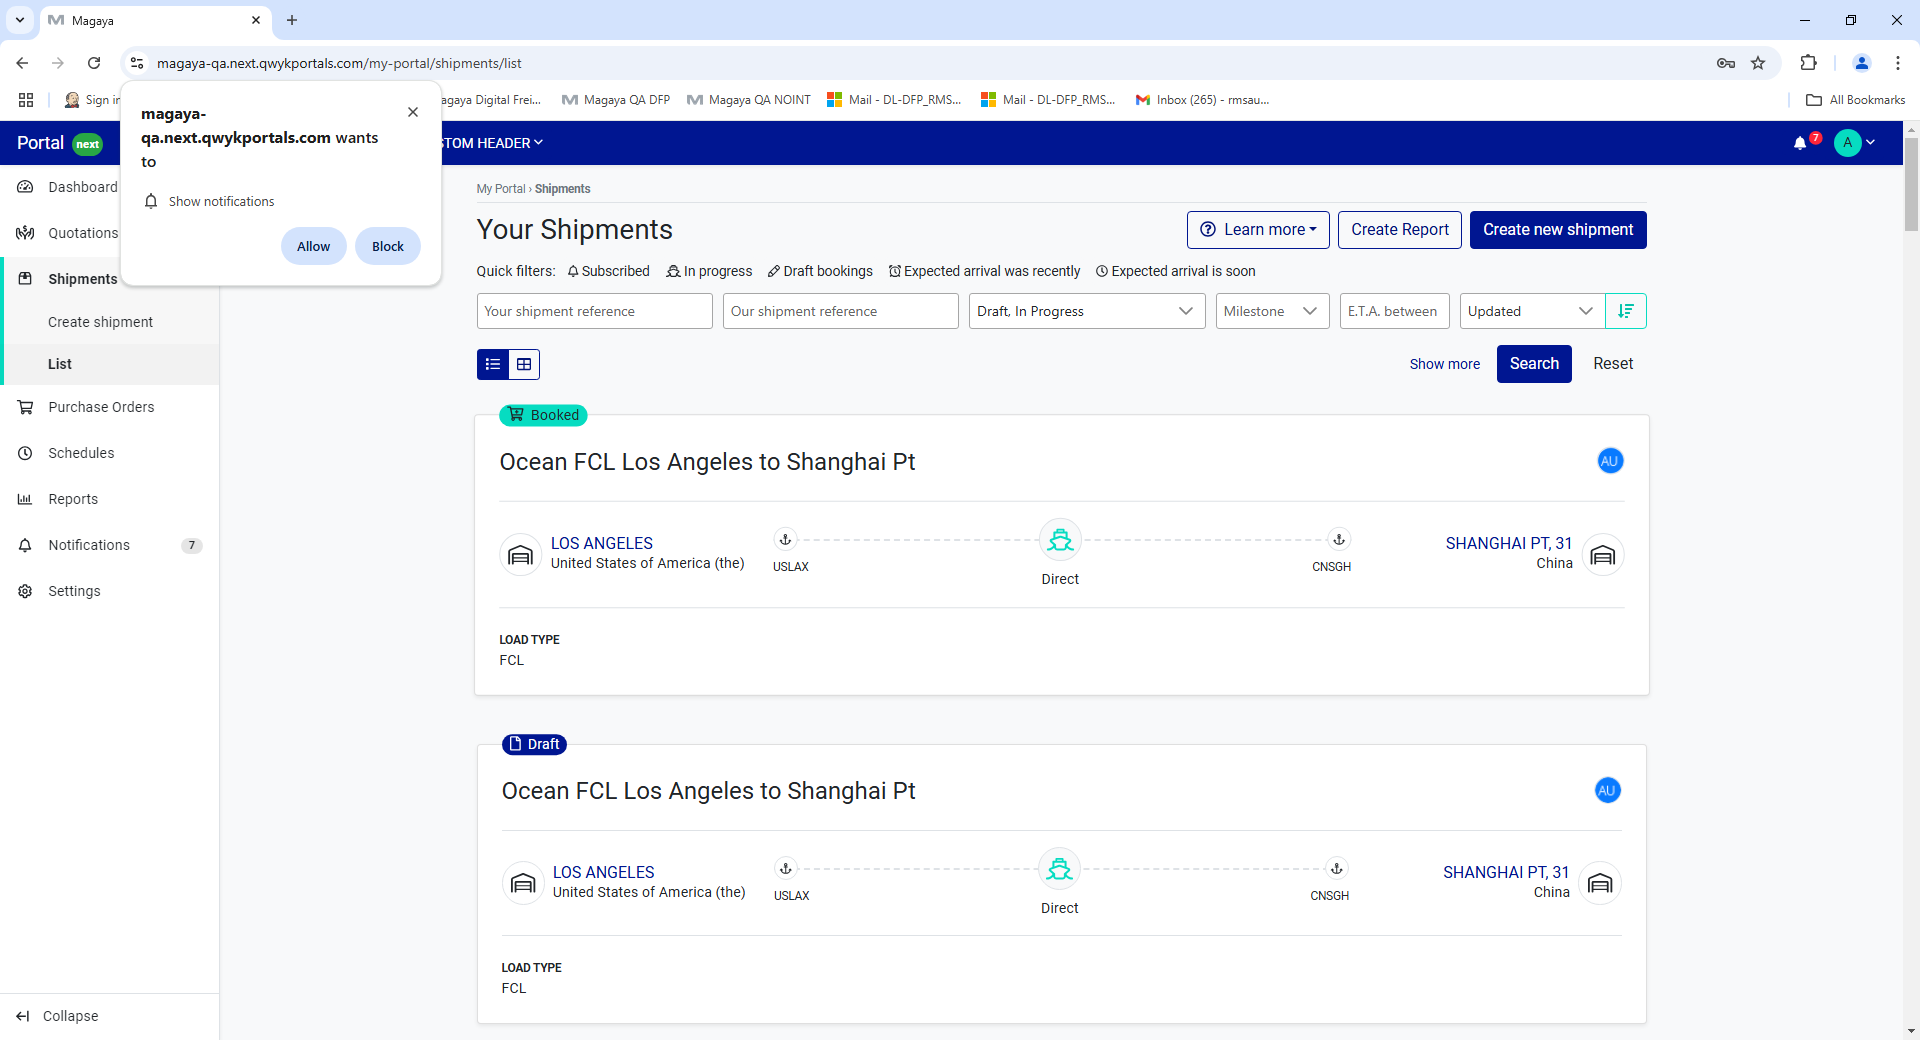 Magaya
magaya-qa.next.qwykportals.com/my-portal/shipments/list
Sign in
agaya Digital Frei...
Magaya QA DFP
Magaya QA NOINT
Mail - DL-DFP_RMS...
Mail - DL-DFP_RMS...
Inbox (265) - rmsau...
All Bookmarks
magaya-
qa.next.qwykportals.com wants
to
Show notifications
Allow
Block
Portal next
STOM HEADER
7
A
Dashboard
Quotations
Shipments
Create shipment
List
Purchase Orders
Schedules
Reports
Notifications 7
Settings
Collapse
My Portal › Shipments
Your Shipments
Learn more
Create Report
Create new shipment
Quick filters: Subscribed In progress Draft bookings Expected arrival was recently Expected arrival is soon
Your shipment reference
Our shipment reference
Draft, In Progress
Milestone
E.T.A. between
Updated
Show more
Search
Reset
Booked
Ocean FCL Los Angeles to Shanghai Pt
AU
LOS ANGELES
United States of America (the)
USLAX
Direct
CNSGH
SHANGHAI PT, 31
China
LOAD TYPE
FCL
Draft
Ocean FCL Los Angeles to Shanghai Pt
AU
LOS ANGELES
United States of America (the)
USLAX
Direct
CNSGH
SHANGHAI PT, 31
China
LOAD TYPE
FCL